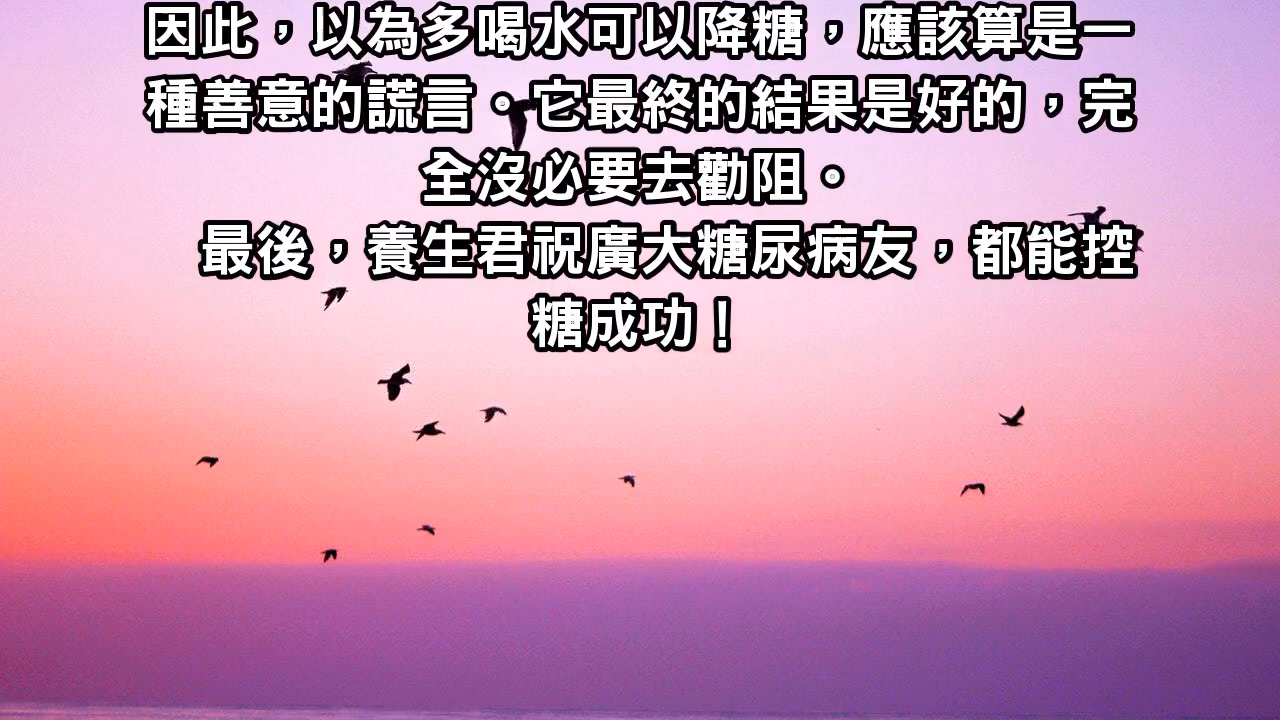 因此，以為多喝水可以降糖，應該算是一
種善意的謊言。它最終的結果是好的，完
全沒必要去勸阻。
最後，養生君祝廣大糖尿病友，都能控
糖成功！